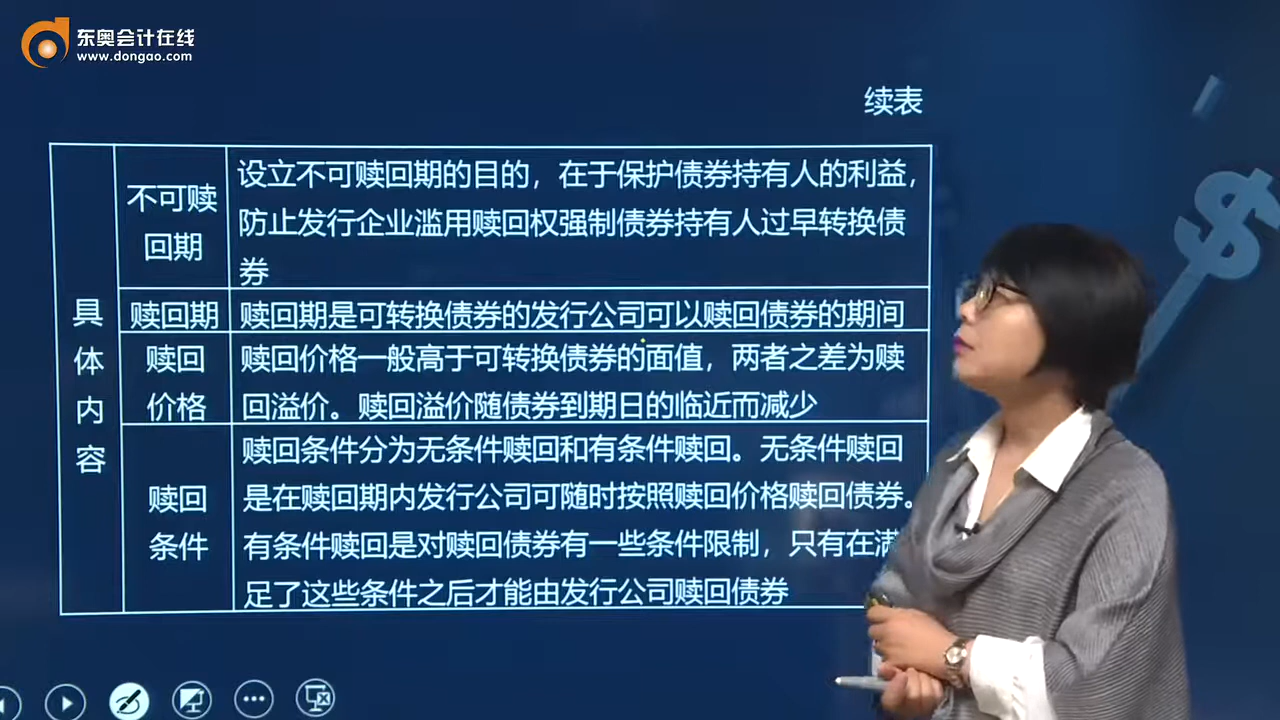 东奥会计在线
www.dongao.com
续表
具
体
内
容
不可赎
回期
设立不可赎回期的目的，在于保护债券持有人的利益，
防止发行企业滥用赎回权强制债券持有人过早转换债
券
赎回期
赎回期是可转换债券的发行公司可以赎回债券的期间
赎回
价格
赎回价格一般高于可转换债券的面值，两者之差为赎
回溢价。赎回溢价随债券到期日的临近而减少
赎回
条件
赎回条件分为无条件赎回和有条件赎回。无条件赎回
是在赎回期内发行公司可随时按照赎回价格赎回债券。
有条件赎回是对赎回债券有一些条件限制，只有在满
足了这些条件之后才能由发行公司赎回债券